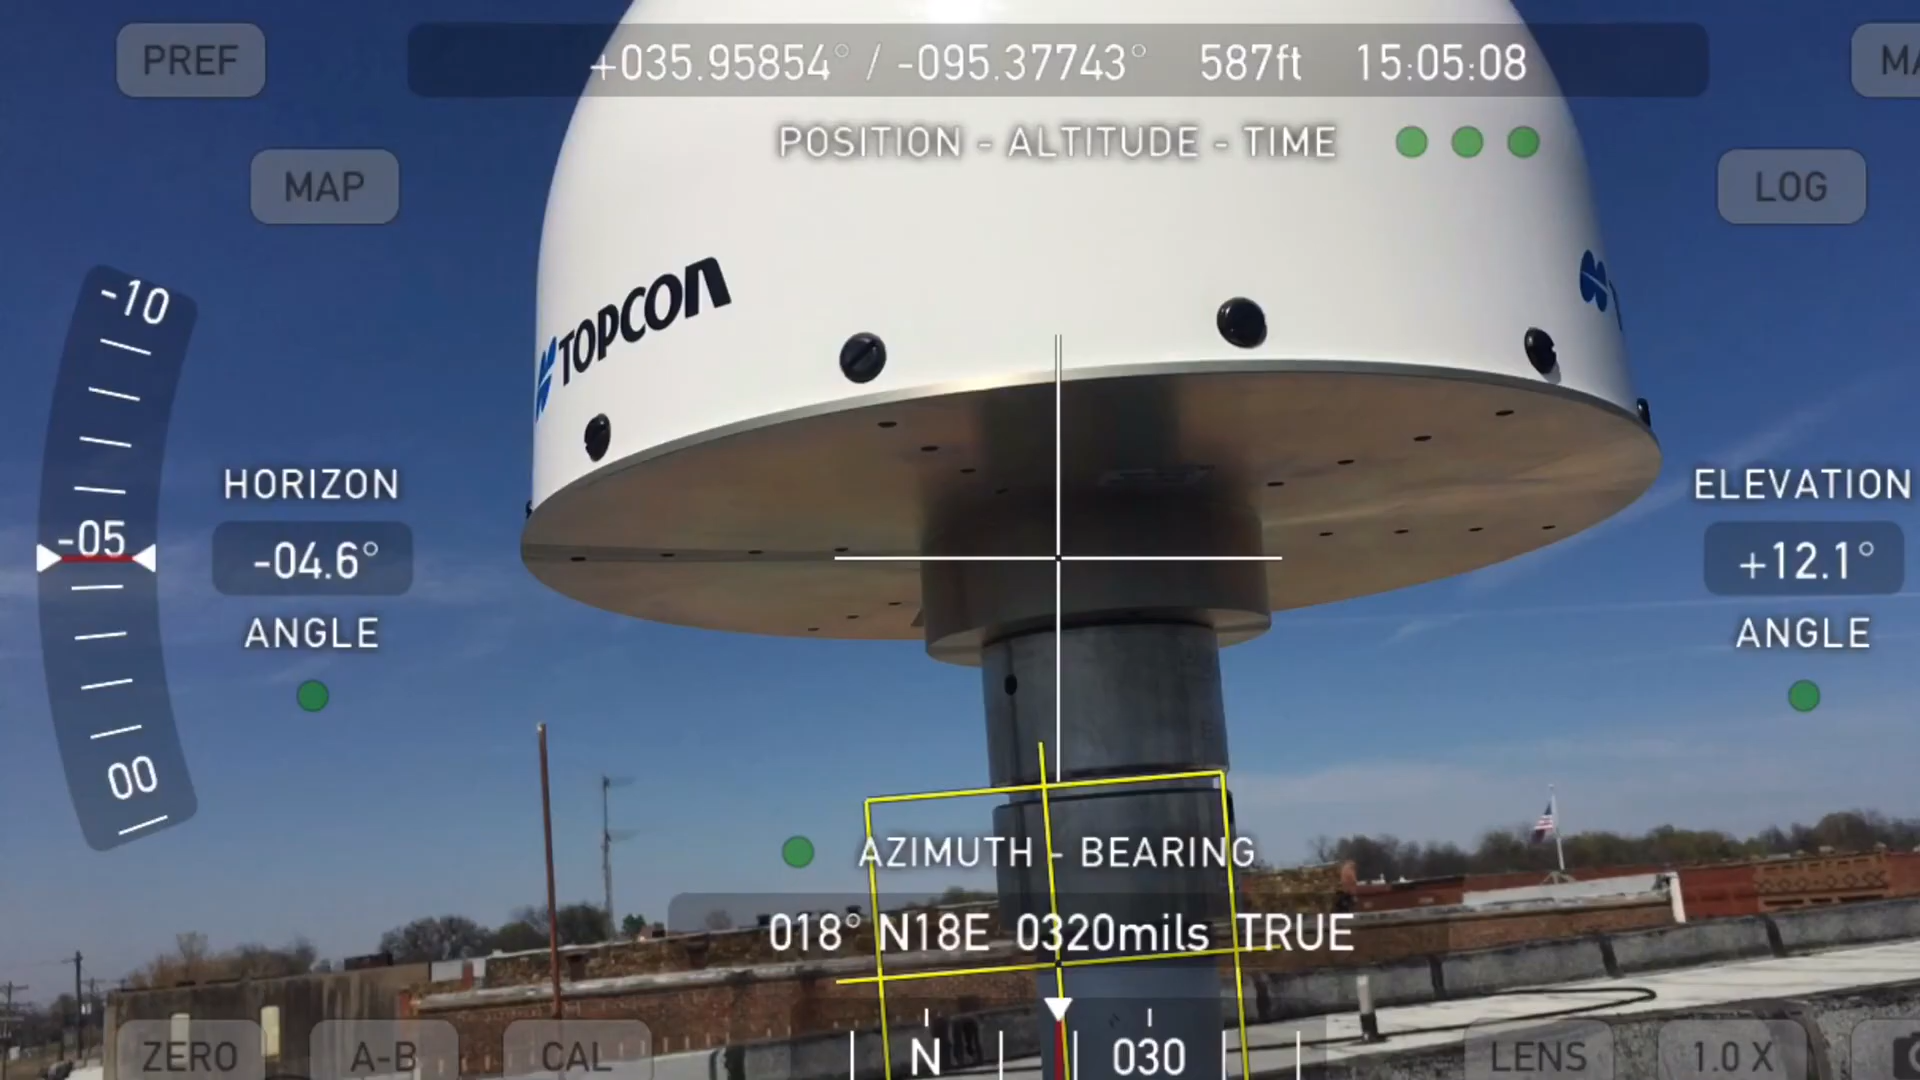 PREF
+035.95854° / -095.37743° 587ft 15:05:08
POSITION - ALTITUDE - TIME
MAP
LOG
TOPCON
-10
-05
00
HORIZON
-04.6°
ANGLE
ELEVATION
+12.1°
ANGLE
AZIMUTH - BEARING
018° N18E 0320mils TRUE
N 030
ZERO A-B CAL LENS 1.0 X